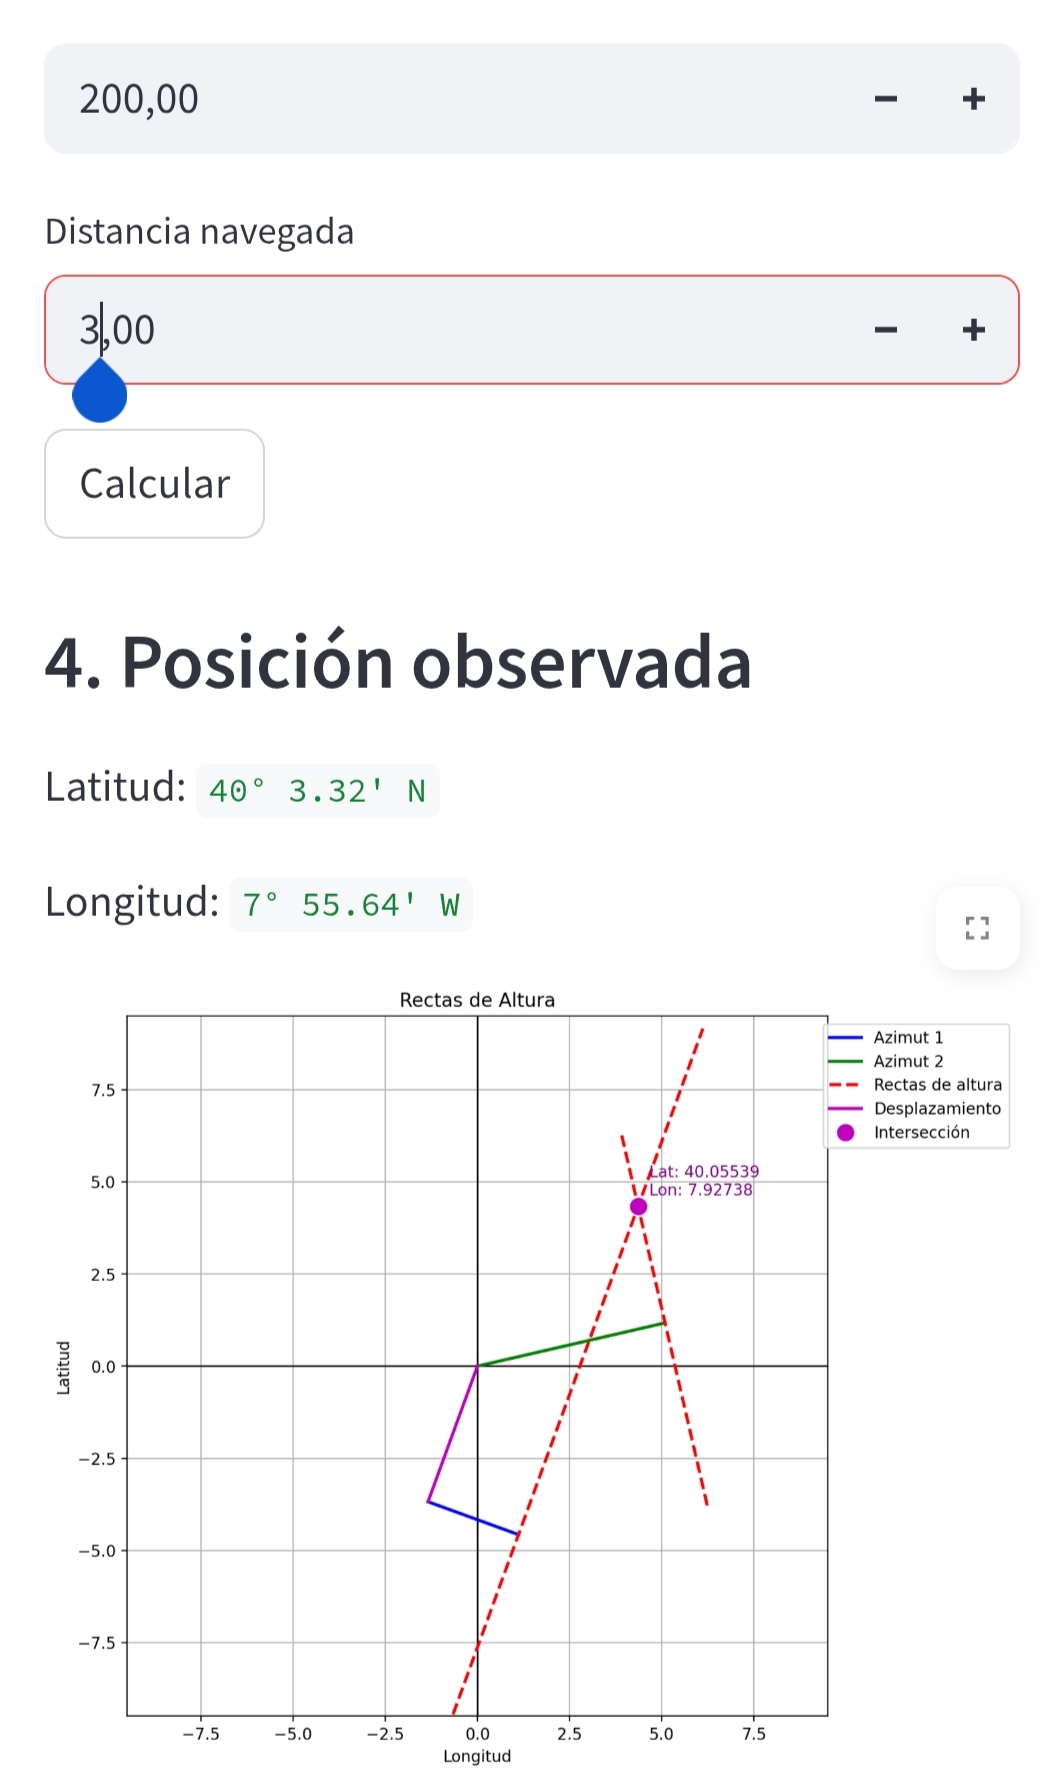 200,00
Distancia navegada
3,00
Calcular
4. Posición observada
Latitud: 40° 3.32' N
Longitud: 7° 55.64' W
Rectas de Altura
Azimut 1
Azimut 2
Rectas de altura
Desplazamiento
Intersección
7.5
5.0
2.5
0.0
−2.5
−5.0
−7.5
Latitud
Lat: 40.05539
Lon: 7.92738
−7.5 −5.0 −2.5 0.0 2.5 5.0 7.5
Longitud